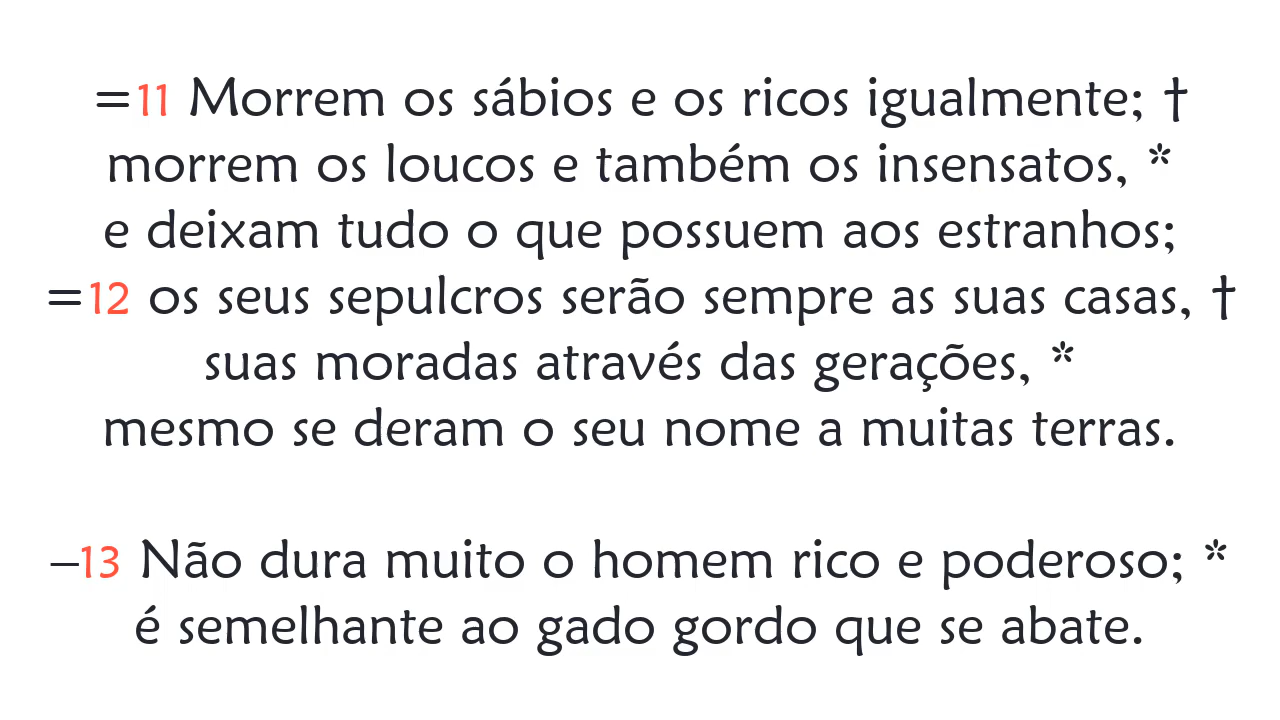 =11 Morrem os sábios e os ricos igualmente; †
morrem os loucos e também os insensatos, *
e deixam tudo o que possuem aos estranhos;
=12 os seus sepulcros serão sempre as suas casas, †
suas moradas através das gerações, *
mesmo se deram o seu nome a muitas terras.
–13 Não dura muito o homem rico e poderoso; *
é semelhante ao gado gordo que se abate.